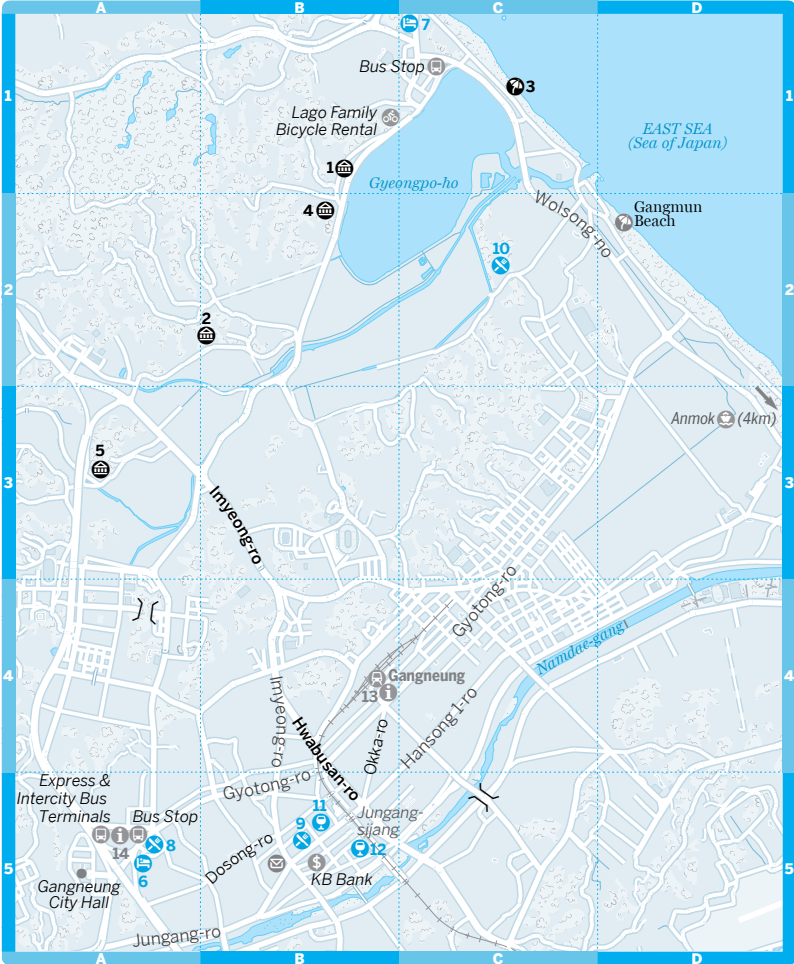 A
B
C
D
7
Bus Stop
1
1
3
Lago Family
Bicycle Rental
EAST SEA
(Sea of Japan)
1
Gyeongpo-ho
4
Wolsong-no
Gangmun
Beach
10
2
2
2
Anmok
(4km)
5
3
3
Imyeong-ro
Gyotong-ro
Namdae-gang
4
4
Gangneung
13
Imyeong-ro
Hwabusan-ro
Okka-ro
Hansong 1-ro
Express &
Intercity Bus
Terminals
Bus Stop
Gyotong-ro
11
Jungang-
sijang
9
12
14
8
Dosong-ro
5
5
6
KB Bank
Gangneung
City Hall
Jungang-ro
A
B
C
D